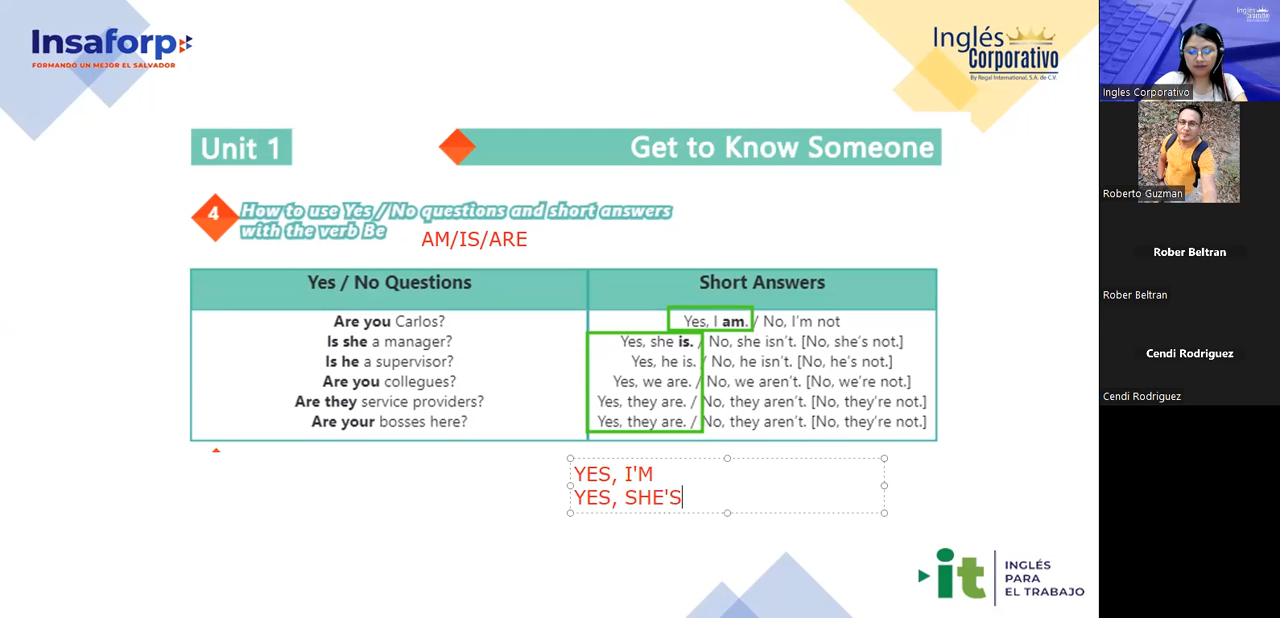 Insaforp
FORMANDO UN MEJOR EL SALVADOR
Inglés
Corporativo
By Regal International, S.A. de C.V.
Unit 1
Get to Know Someone
4
How to use Yes / No questions and short answers
with the verb Be
AM/IS/ARE
Yes / No Questions
Short Answers
Are you Carlos?
Yes, I am. / No, I'm not
Is she a manager?
Yes, she is. / No, she isn't. [No, she's not.]
Is he a supervisor?
Yes, he is. / No, he isn't. [No, he's not.]
Are you collegues?
Yes, we are. / No, we aren't. [No, we're not.]
Are they service providers?
Yes, they are. / No, they aren't. [No, they're not.]
Are your bosses here?
Yes, they are. / No, they aren't. [No, they're not.]
YES, I'M
YES, SHE'S
it
INGLÉS
PARA
EL TRABAJO
Ingles Corporativo
Roberto Guzman
Rober Beltran
Rober Beltran
Cendi Rodriguez
Cendi Rodriguez